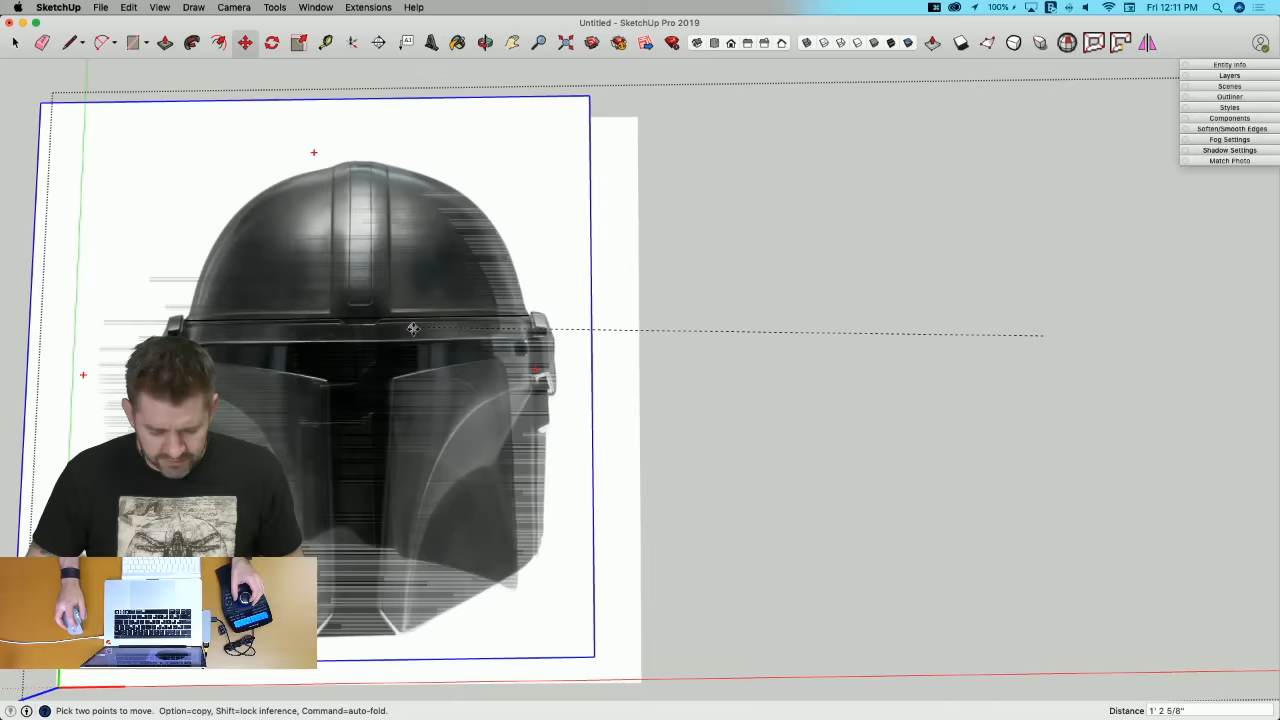 SketchUp File Edit View Draw Camera Tools Window Extensions Help
100% Fri 12:11 PM
Untitled - SketchUp Pro 2019
A1
Entity Info
Layers
Scenes
Outliner
Styles
Components
Soften/Smooth Edges
Fog Settings
Shadow Settings
Match Photo
Pick two points to move. Option=copy, Shift=lock inference, Command=auto-fold.
Distance 1' 2 5/8"